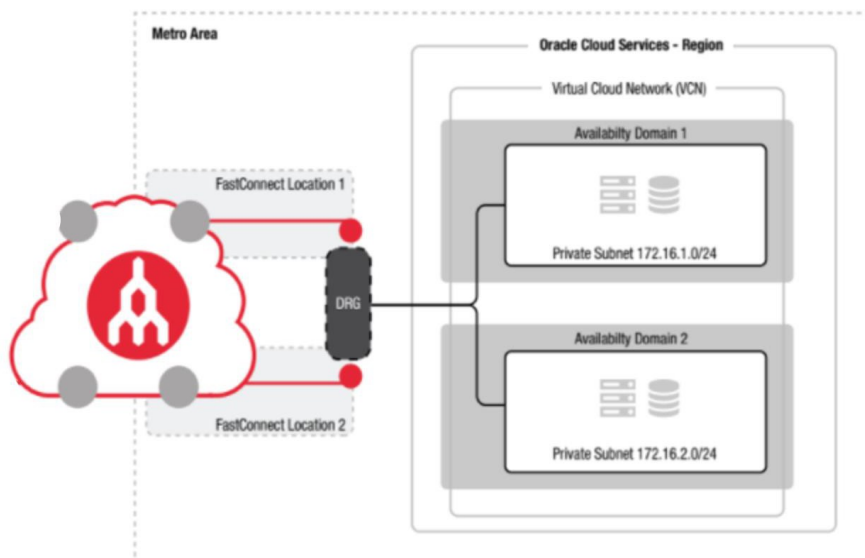 Metro Area
Oracle Cloud Services - Region
Virtual Cloud Network (VCN)
Availabilty Domain 1
FastConnect Location 1
Private Subnet 172.16.1.0/24
DRG
Availabilty Domain 2
FastConnect Location 2
Private Subnet 172.16.2.0/24